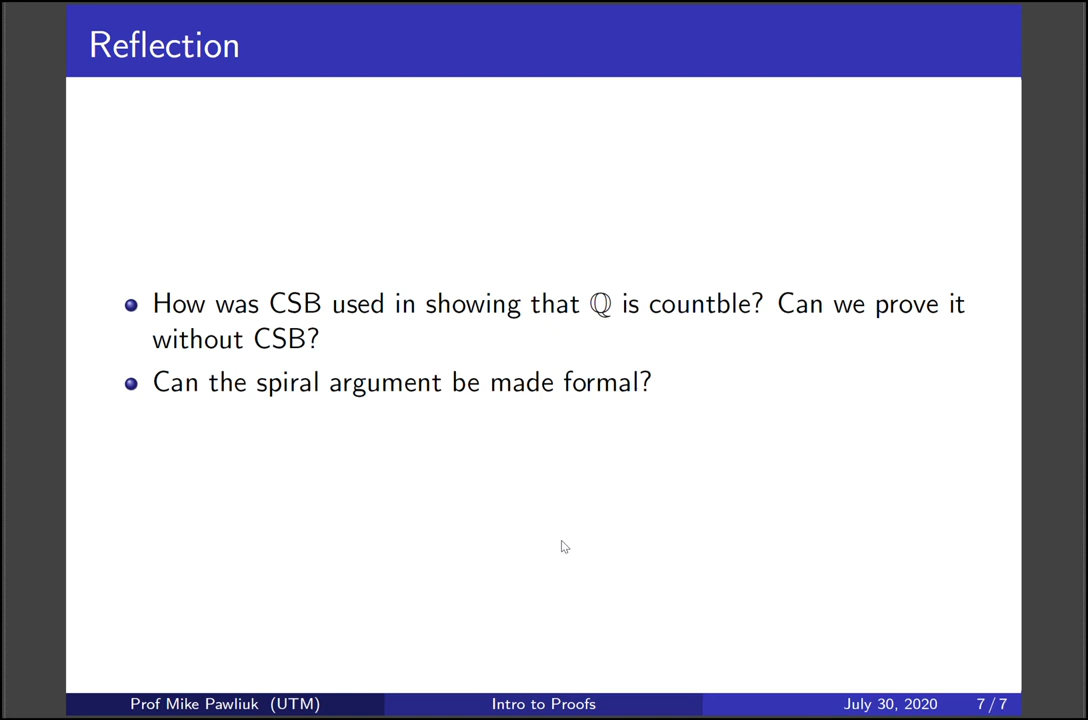 Reflection
How was CSB used in showing that ℚ is countble? Can we prove it
without CSB?
Can the spiral argument be made formal?
Prof Mike Pawliuk (UTM)
Intro to Proofs
July 30, 2020
7 / 7